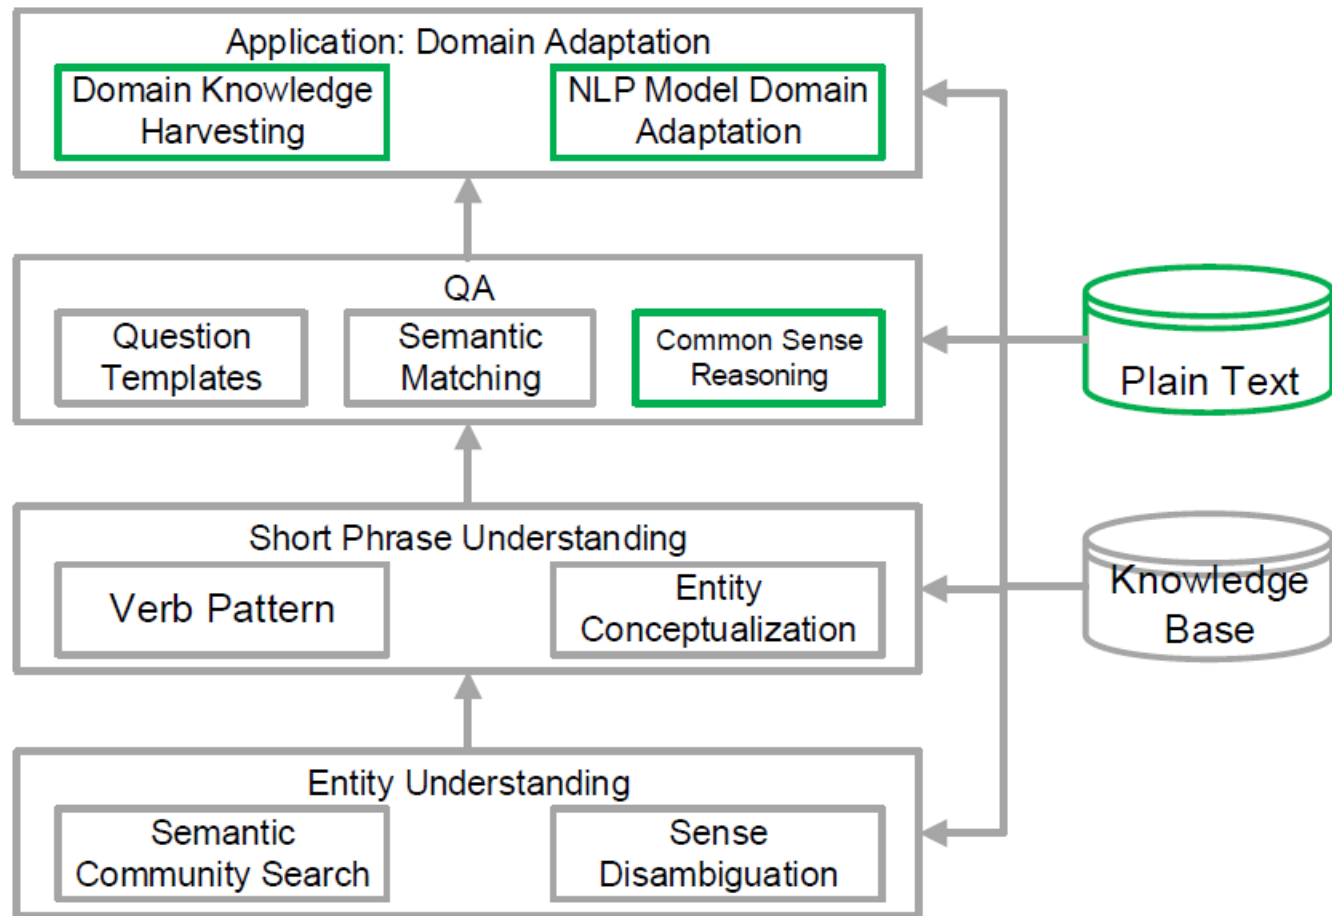 Application: Domain Adaptation
Domain Knowledge
Harvesting
NLP Model Domain
Adaptation
QA
Question
Templates
Semantic
Matching
Common Sense
Reasoning
Plain Text
Short Phrase Understanding
Verb Pattern
Entity
Conceptualization
Knowledge
Base
Entity Understanding
Semantic
Community Search
Sense
Disambiguation